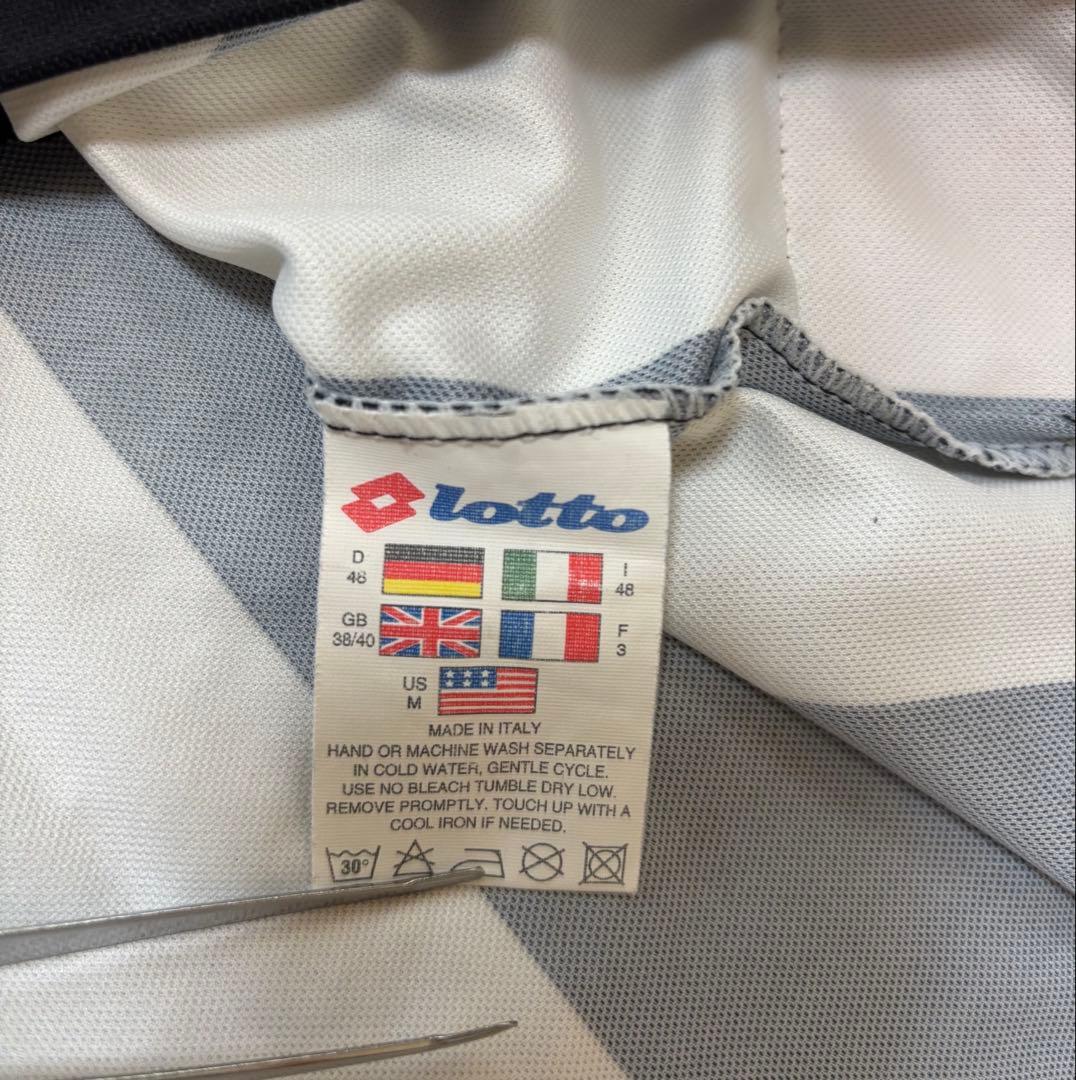 lotto
D
48
I
48
GB
38/40
F
3
US
M
MADE IN ITALY
HAND OR MACHINE WASH SEPARATELY
IN COLD WATER, GENTLE CYCLE.
USE NO BLEACH TUMBLE DRY LOW.
REMOVE PROMPTLY. TOUCH UP WITH A
COOL IRON IF NEEDED.
30°